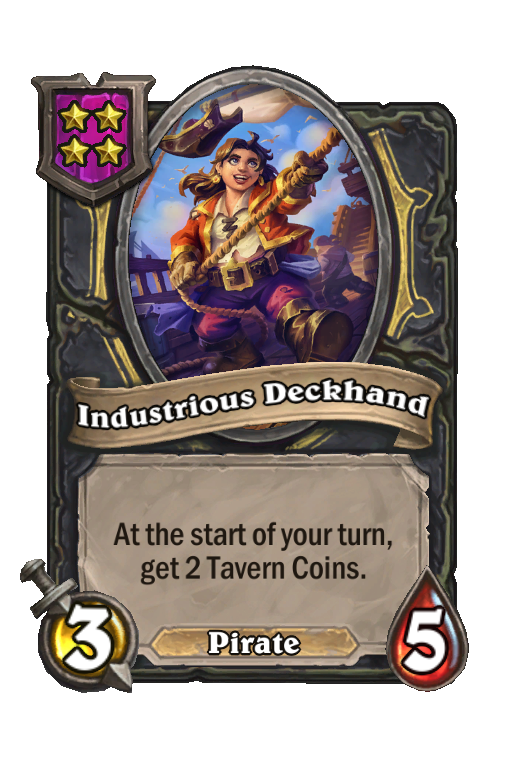 Industrious Deckhand
At the start of your turn,
get 2 Tavern Coins.
3
Pirate
5